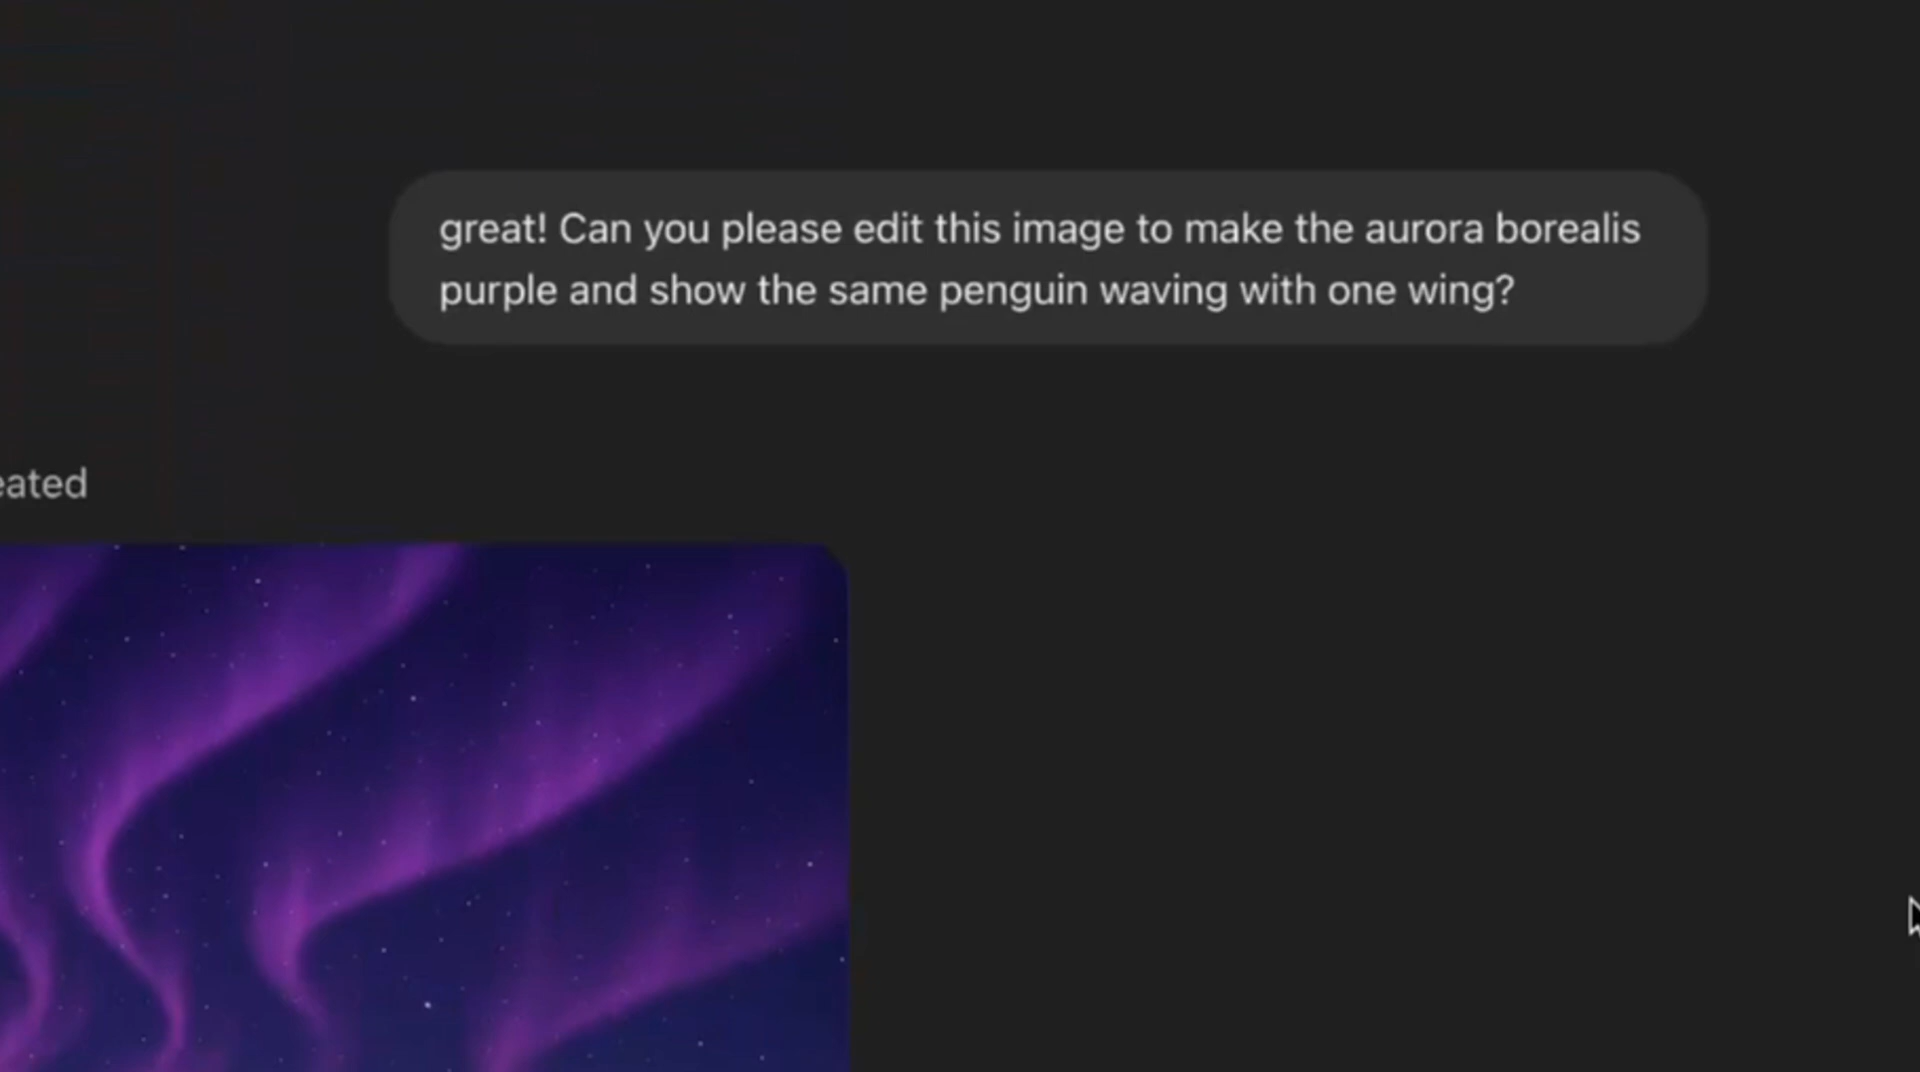 great! Can you please edit this image to make the aurora borealis
purple and show the same penguin waving with one wing?
eated